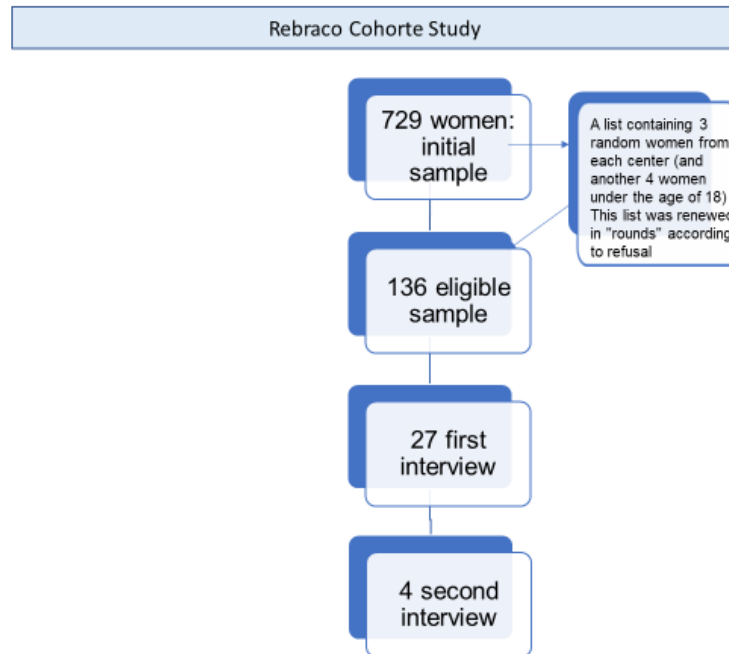 Rebraco Cohorte Study
729 women:
initial
sample
A list containing 3
random women from
each center (and
another 4 women
under the age of 18)
This list was renewed
in "rounds" according
to refusal
136 eligible
sample
27 first
interview
4 second
interview